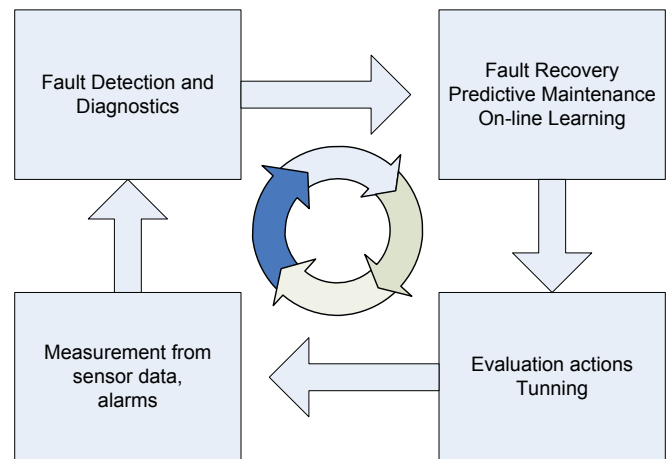 Fault Detection and
Diagnostics
Fault Recovery
Predictive Maintenance
On-line Learning
Measurement from
sensor data,
alarms
Evaluation actions
Tunning